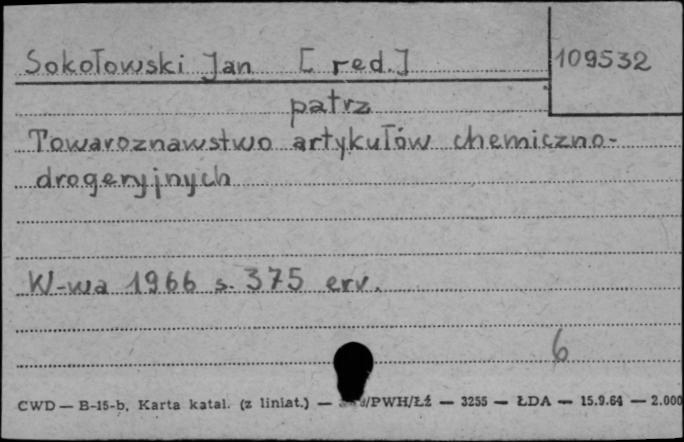 Sokołowski Jan [red.]
109532
patrz
Towaroznawstwo artykułów chemiczno-
drogeryjnych
W-wa 1966 s. 375 erv.
6
CWD — B-15-b, Karta katal. (z liniat.) — /PWH/Łź — 3255 — ŁDA — 15.9.64 — 2.000